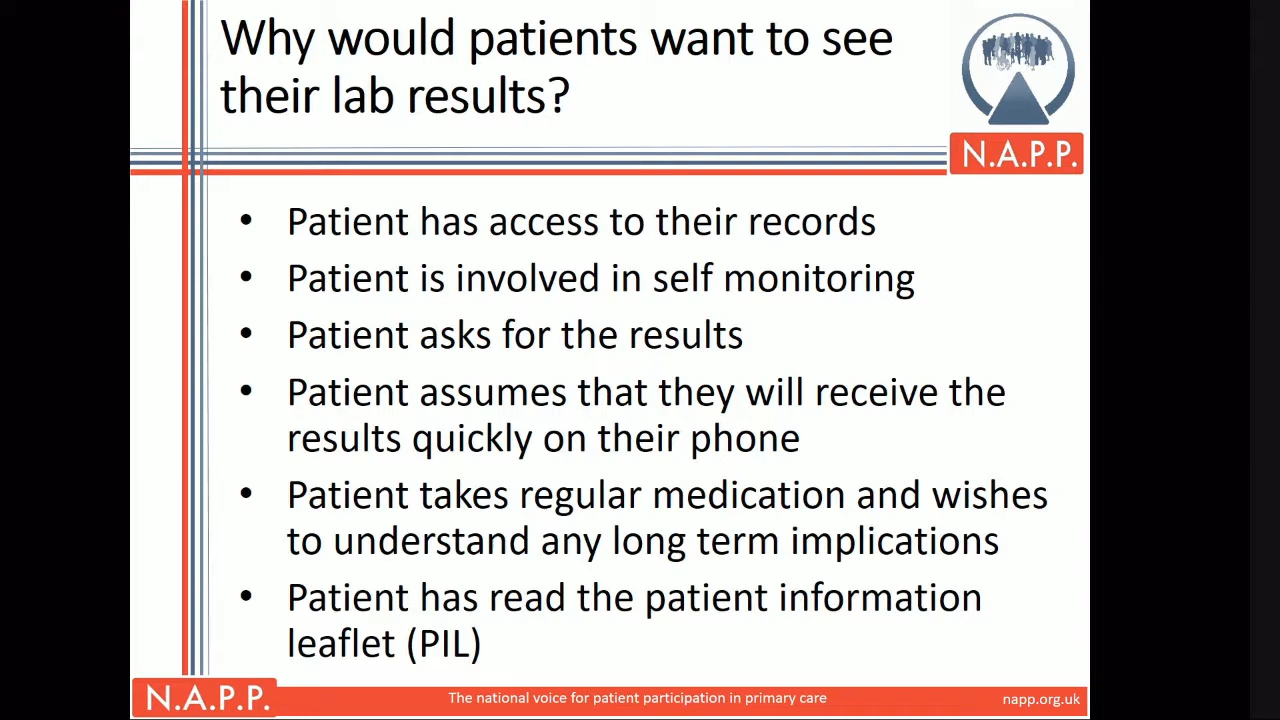 Why would patients want to see
their lab results?
N.A.P.P.
• Patient has access to their records
• Patient is involved in self monitoring
• Patient asks for the results
• Patient assumes that they will receive the
results quickly on their phone
• Patient takes regular medication and wishes
to understand any long term implications
• Patient has read the patient information
leaflet (PIL)
N.A.P.P.
The national voice for patient participation in primary care
napp.org.uk